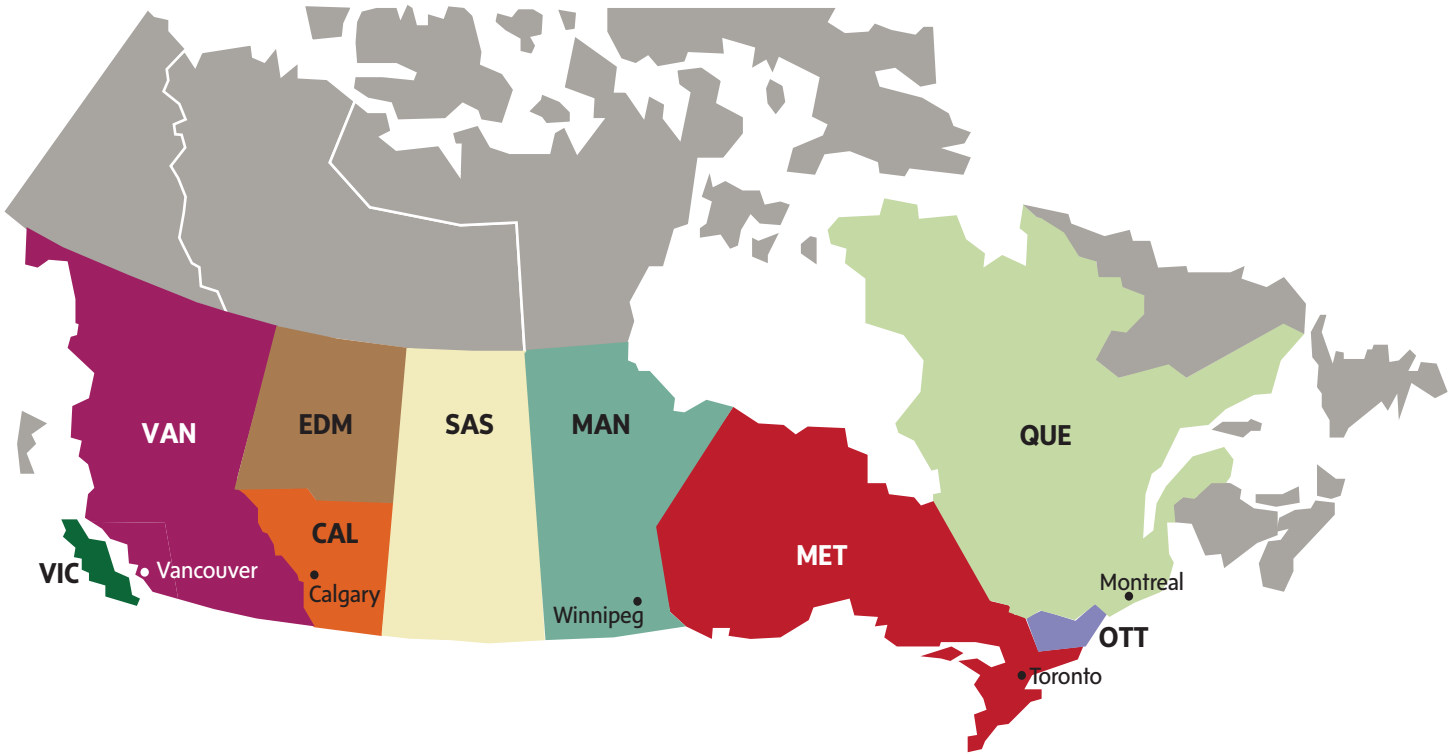 VAN
EDM
SAS
MAN
QUE
CAL
MET
VIC
Vancouver
Calgary
Winnipeg
Montreal
OTT
Toronto